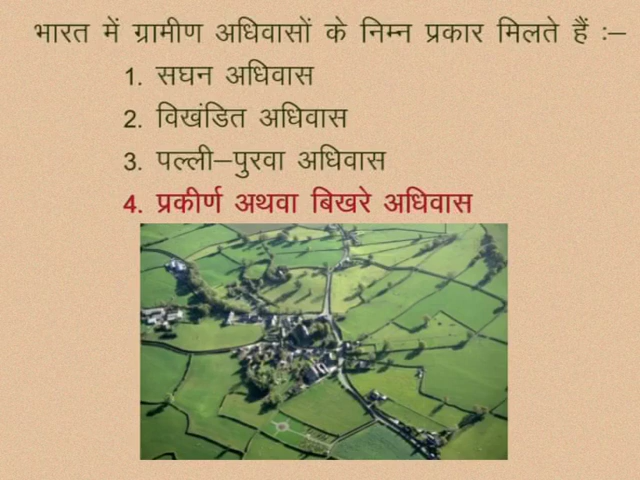 भारत में ग्रामीण अधिवासों के निम्न प्रकार मिलते हैं :–
1. सघन अधिवास
2. विखंडित अधिवास
3. पल्ली–पुरवा अधिवास
4. प्रकीर्ण अथवा बिखरे अधिवास